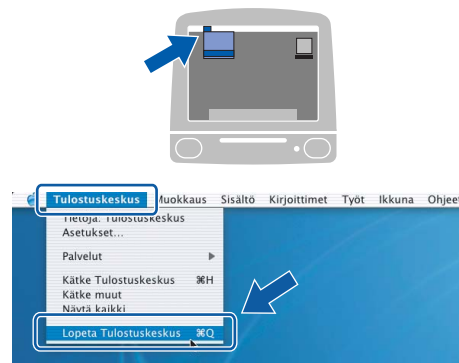 Tulostuskeskus Muokkaus Sisältö Kirjoittimet Työt Ikkuna Ohjeet
Tietoja: Tulostuskeskus
Asetukset...
Palvelut ▶
Kätke Tulostuskeskus ⌘H
Kätke muut
Näytä kaikki
Lopeta Tulostuskeskus ⌘Q